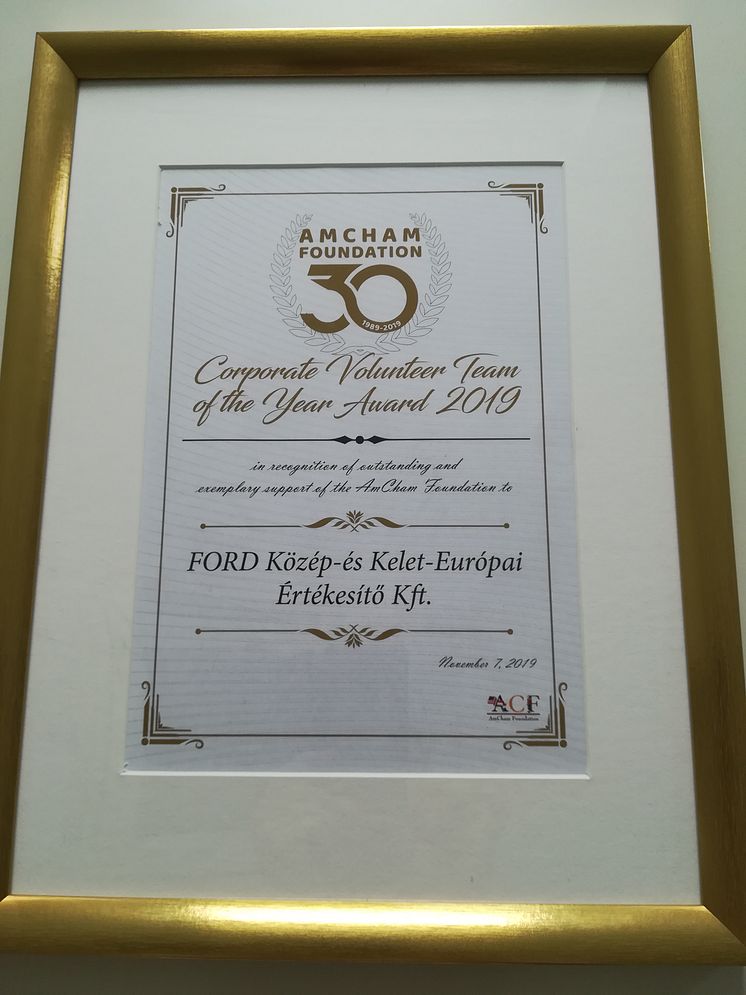 AMCHAM
FOUNDATION
30
1989-2019
Corporate Volunteer Team
of the Year Award 2019
in recognition of outstanding and
exemplary support of the AmCham Foundation to
FORD Közép-és Kelet-Európai
Értékesítő Kft.
November 7, 2019
ACF
AmCham Foundation